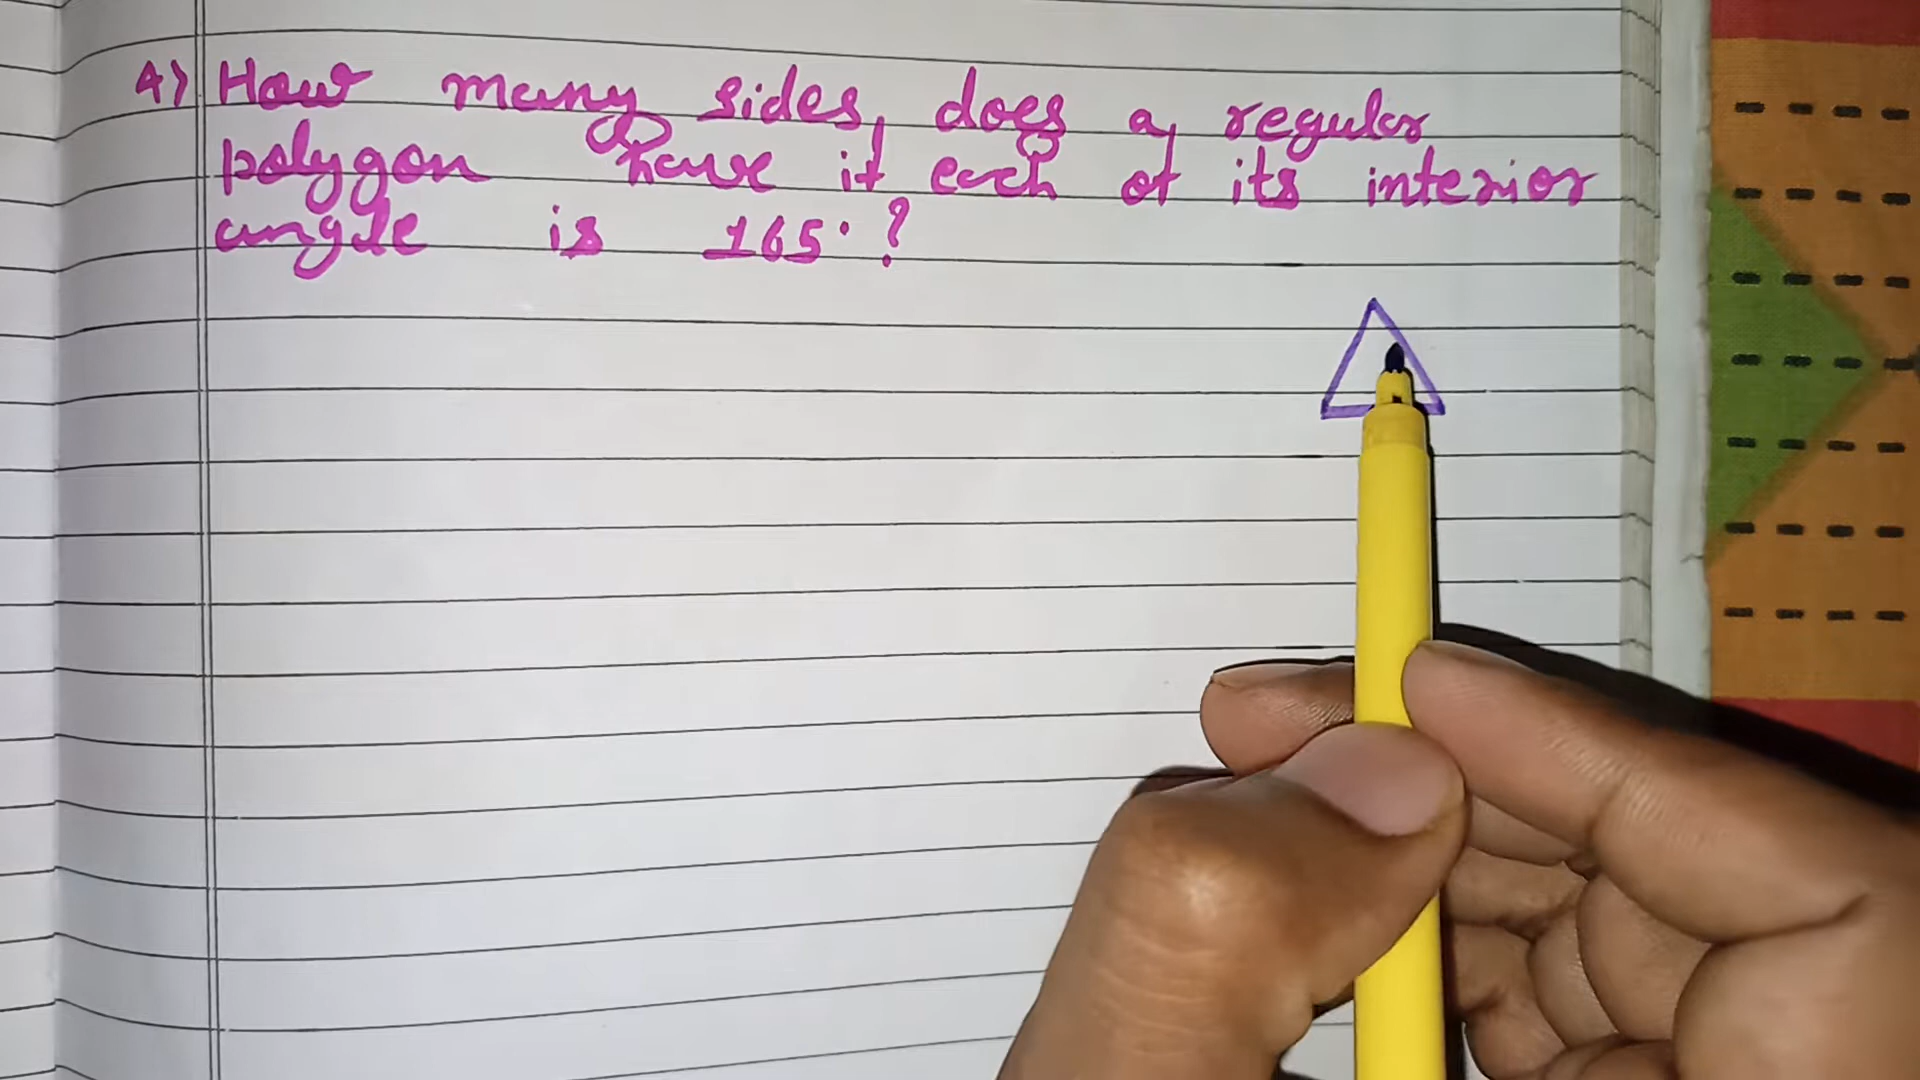 4) How many sides, does a regular
polygon have if each of its interior
angle is 165° ?